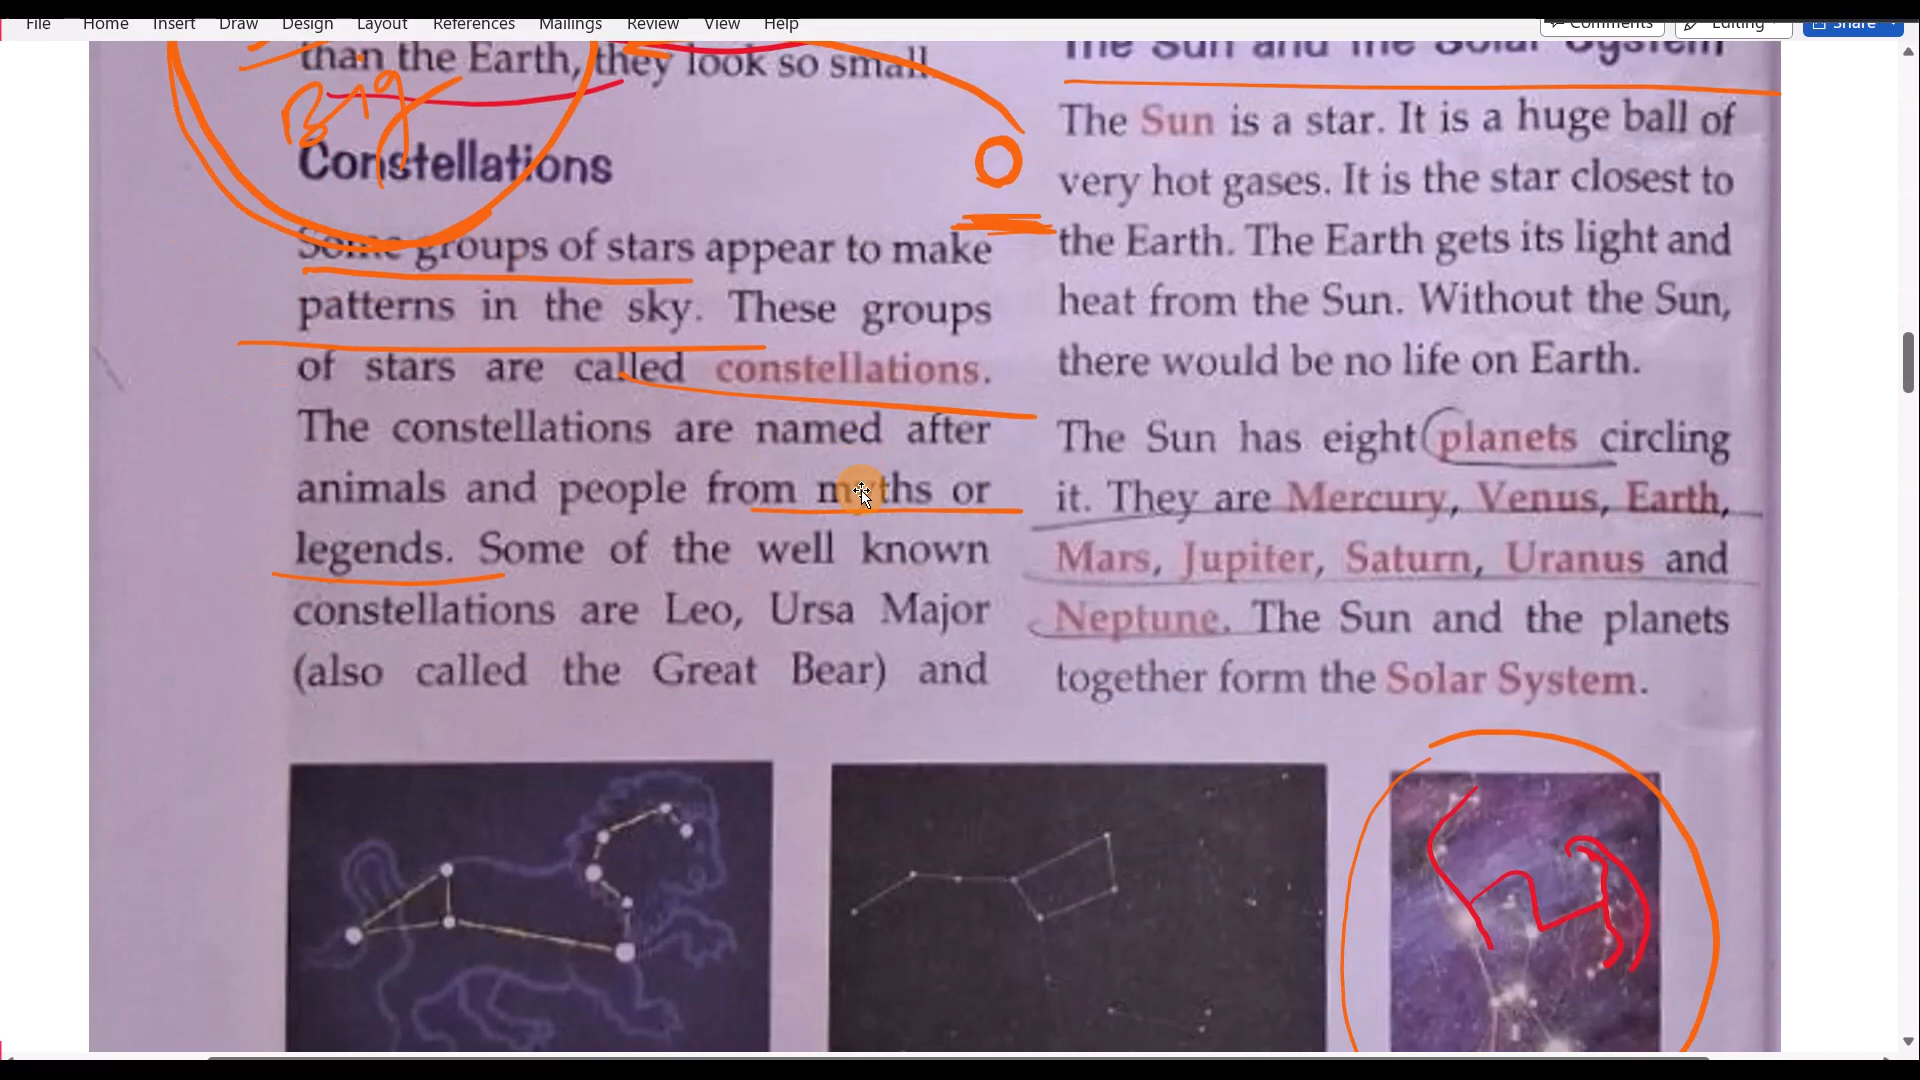 File Home Insert Draw Design Layout References Mailings Review View Help Comments Editing Share
than the Earth, they look so small
Big
Constellations
Some groups of stars appear to make
patterns in the sky. These groups
of stars are called constellations.
The constellations are named after
animals and people from myths or
legends. Some of the well known
constellations are Leo, Ursa Major
(also called the Great Bear) and
The Sun and the Solar System
The Sun is a star. It is a huge ball of
very hot gases. It is the star closest to
the Earth. The Earth gets its light and
heat from the Sun. Without the Sun,
there would be no life on Earth.
The Sun has eight planets circling
it. They are Mercury, Venus, Earth,
Mars, Jupiter, Saturn, Uranus and
Neptune. The Sun and the planets
together form the Solar System.